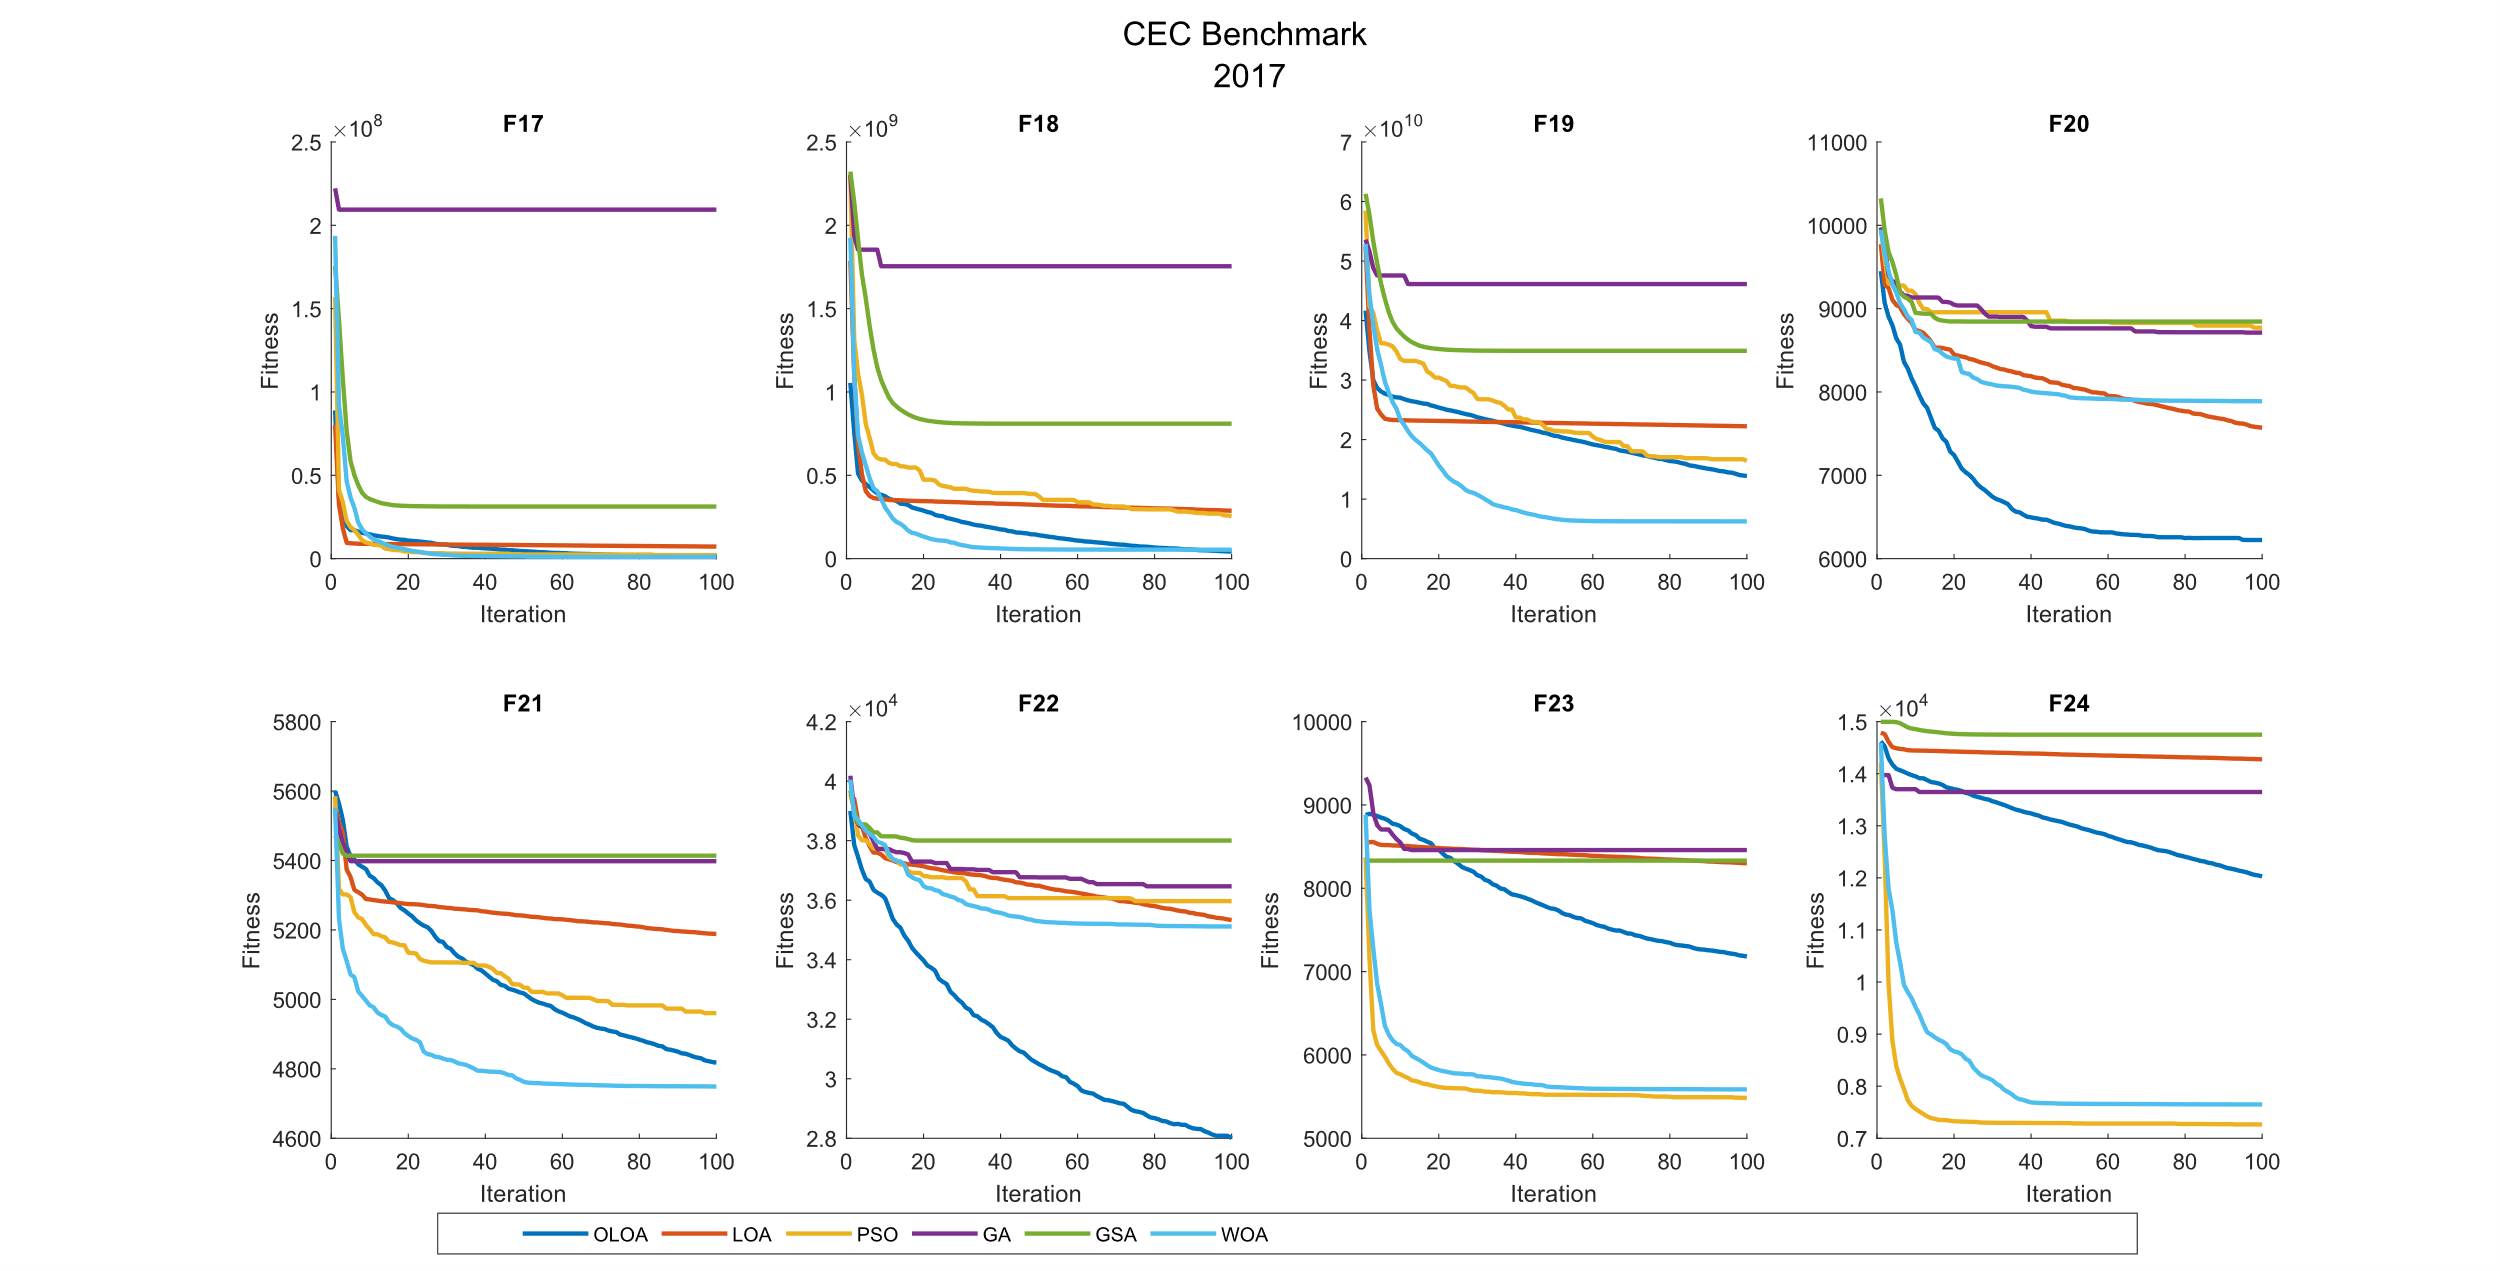 CEC Benchmark
2017
F17
×10^8
2.5
2
1.5
1
0.5
0
0 20 40 60 80 100
Fitness
Iteration
F18
×10^9
2.5
2
1.5
1
0.5
0
0 20 40 60 80 100
Fitness
Iteration
F19
×10^10
7
6
5
4
3
2
1
0
0 20 40 60 80 100
Fitness
Iteration
F20
11000
10000
9000
8000
7000
6000
0 20 40 60 80 100
Fitness
Iteration
F21
5800
5600
5400
5200
5000
4800
4600
0 20 40 60 80 100
Fitness
Iteration
F22
×10^4
4.2
4
3.8
3.6
3.4
3.2
3
2.8
0 20 40 60 80 100
Fitness
Iteration
F23
10000
9000
8000
7000
6000
5000
0 20 40 60 80 100
Fitness
Iteration
F24
×10^4
1.5
1.4
1.3
1.2
1.1
1
0.9
0.8
0.7
0 20 40 60 80 100
Fitness
Iteration
OLOA LOA PSO GA GSA WOA